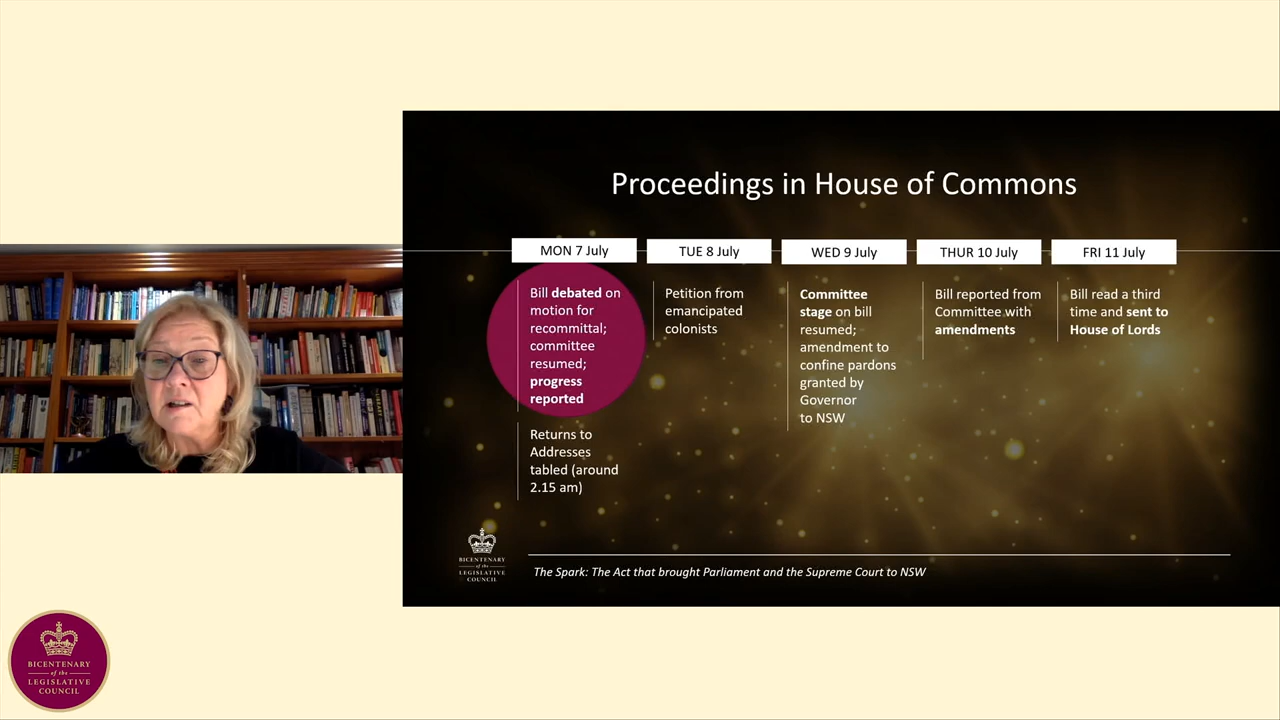 Proceedings in House of Commons
MON 7 July
Bill debated on
motion for
recommittal;
committee
resumed;
progress
reported
Returns to
Addresses
tabled (around
2.15 am)
TUE 8 July
Petition from
emancipated
colonists
WED 9 July
Committee
stage on bill
resumed;
amendment to
confine pardons
granted by
Governor
to NSW
THUR 10 July
Bill reported from
Committee with
amendments
FRI 11 July
Bill read a third
time and sent to
House of Lords
BICENTENARY
of the
LEGISLATIVE
COUNCIL
The Spark: The Act that brought Parliament and the Supreme Court to NSW
BICENTENARY
of the
LEGISLATIVE
COUNCIL